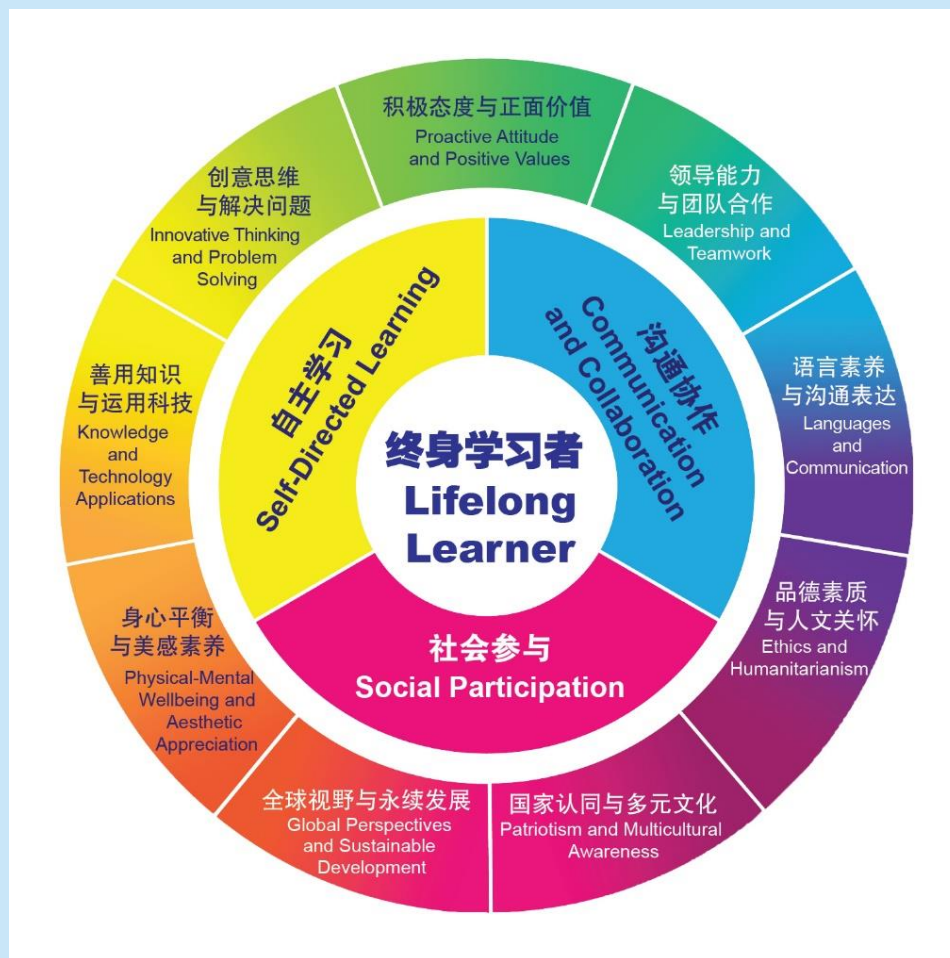 积极态度与正面价值
Proactive Attitude
and Positive Values
领导能力
与团队合作
Leadership and
Teamwork
语言素养
与沟通表达
Languages
and
Communication
品德素质
与人文关怀
Ethics and
Humanitarianism
国家认同与多元文化
Patriotism and Multicultural
Awareness
全球视野与永续发展
Global Perspectives
and Sustainable
Development
身心平衡
与美感素养
Physical-Mental
Wellbeing and
Aesthetic
Appreciation
善用知识
与运用科技
Knowledge
and
Technology
Applications
创意思维
与解决问题
Innovative Thinking
and Problem
Solving
自主学习
Self-Directed Learning
沟通协作
Communication
and Collaboration
社会参与
Social Participation
终身学习者
Lifelong
Learner